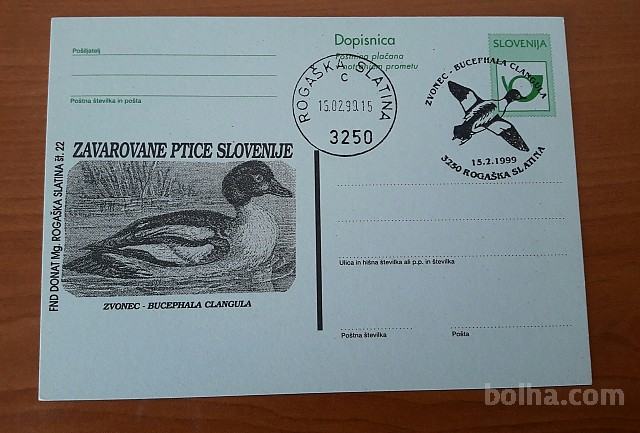 Pošiljatelj
Poštna številka in pošta
Dopisnica
Poštnina plačana
v notranjem prometu
SLOVENIJA
ROGAŠKA SLATINA
C
15.02.99.15
3250
ZVONEC - BUCEPHALA CLANGULA
15.2.1999
3250 ROGAŠKA SLATINA
FND DONAT Mg. ROGAŠKA SLATINA št. 22
ZAVAROVANE PTICE SLOVENIJE
ZVONEC - BUCEPHALA CLANGULA
Ulica in hišna številka ali p.p. in številka
Poštna številka
Pošta
bolha.com